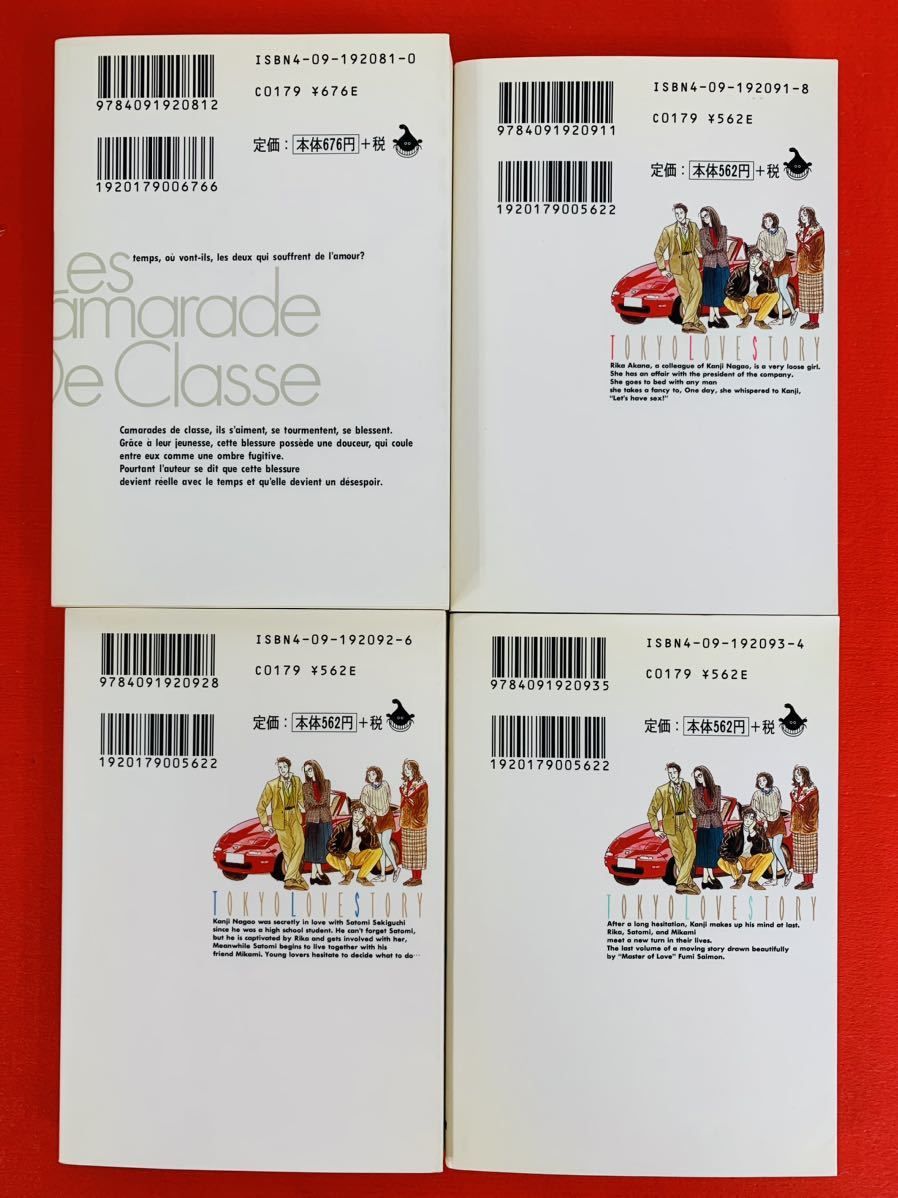 ISBN4-09-192081-0
9784091920812
C0179 ¥676E
定価：本体676円+税
1920179006766
temps, où vont-ils, les deux qui souffrent de l'amour?
Les
Camarade
De Classe
Camarades de classe, ils s'aiment, se tourmentent, se blessent.
Grâce à leur jeunesse, cette blessure possède une douceur, qui coule
entre eux comme une ombre fugitive.
Pourtant l'auteur se dit que cette blessure
devient réelle avec le temps et qu'elle devient un désespoir.
ISBN4-09-192091-8
9784091920911
C0179 ¥562E
定価：本体562円+税
1920179005622
TOKYO LOVE STORY
Rika Akana, a colleague of Kanji Nagao, is a very loose girl.
She has an affair with the president of the company.
She goes to bed with any man
she takes a fancy to, One day, she whispered to Kanji,
"Let's have sex!"
ISBN4-09-192092-6
9784091920928
C0179 ¥562E
定価：本体562円+税
1920179005622
TOKYO LOVE STORY
Kanji Nagao was secretly in love with Satomi Sekiguchi
since he was a high school student. He can't forget Satomi,
but he is captivated by Rika and gets involved with her,
Meanwhile Satomi begins to live together with his
friend Mikami. Young lovers hesitate to decide what to do…
ISBN4-09-192093-4
9784091920935
C0179 ¥562E
定価：本体562円+税
1920179005622
TOKYO LOVE STORY
After a long hesitation, Kanji makes up his mind at last.
Rika, Satomi, and Mikami
meet a new turn in their lives.
The last volume of a moving story drawn beautifully
by "Master of Love" Fumi Saimon.